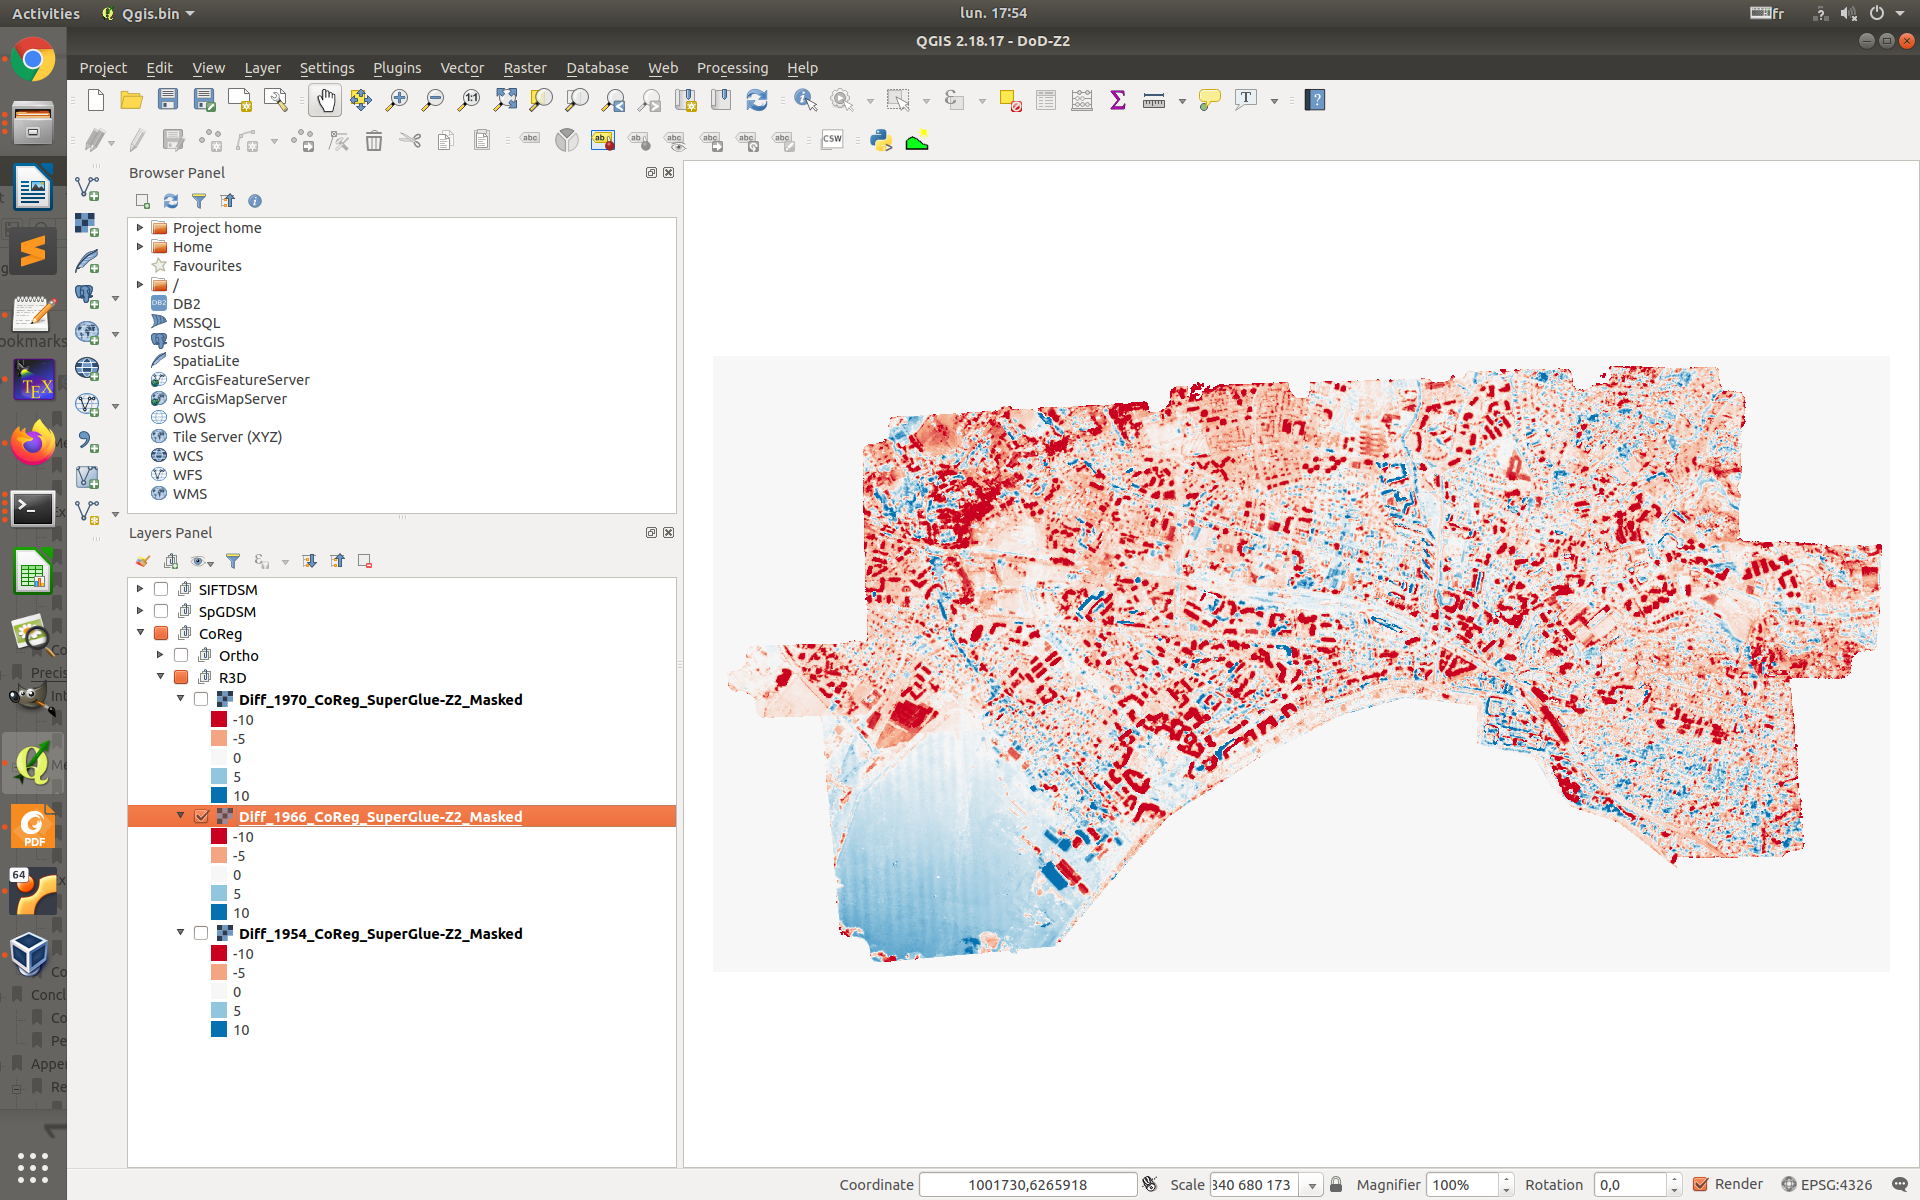 Activities Qgis.bin lun. 17:54 fr
QGIS 2.18.17 - DoD-Z2
Project Edit View Layer Settings Plugins Vector Raster Database Web Processing Help
Browser Panel
Project home
Home
Favourites
/
DB2
MSSQL
PostGIS
SpatiaLite
ArcGisFeatureServer
ArcGisMapServer
OWS
Tile Server (XYZ)
WCS
WFS
WMS
Layers Panel
SIFTDSM
SpGDSM
CoReg
Ortho
R3D
Diff_1970_CoReg_SuperGlue-Z2_Masked
-10
-5
0
5
10
Diff_1966_CoReg_SuperGlue-Z2_Masked
-10
-5
0
5
10
Diff_1954_CoReg_SuperGlue-Z2_Masked
-10
-5
0
5
10
Coordinate 1001730,6265918 Scale 340 680 173 Magnifier 100% Rotation 0,0 Render EPSG:4326